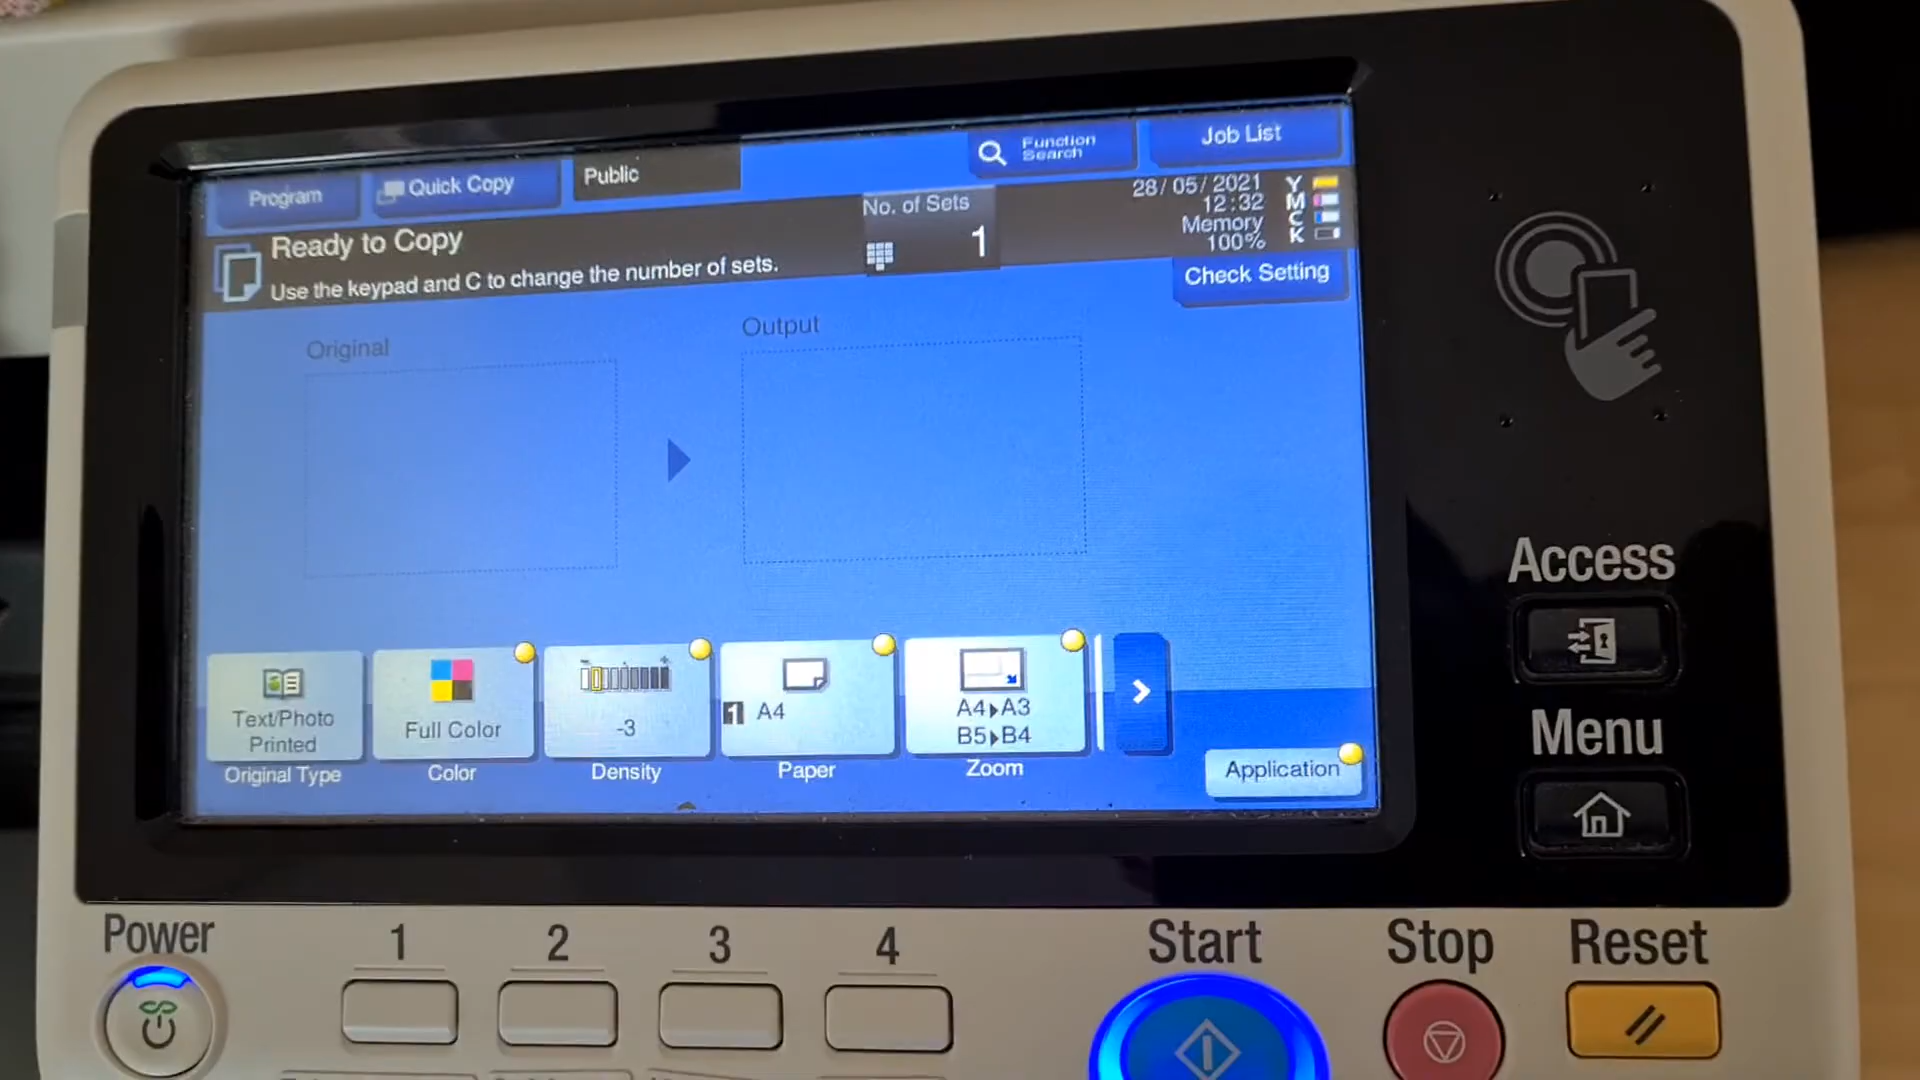 Function
Search
Job List
Program
Quick Copy
Public
28/05/2021
12:32
Memory
100%
Y
M
C
K
No. of Sets
1
Ready to Copy
Use the keypad and C to change the number of sets.
Check Setting
Original
Output
Text/Photo
Printed
Original Type
Full Color
Color
-3
Density
1 A4
Paper
A4▸A3
B5▸B4
Zoom
Application
Access
Menu
Power
1
2
3
4
Start
Stop
Reset